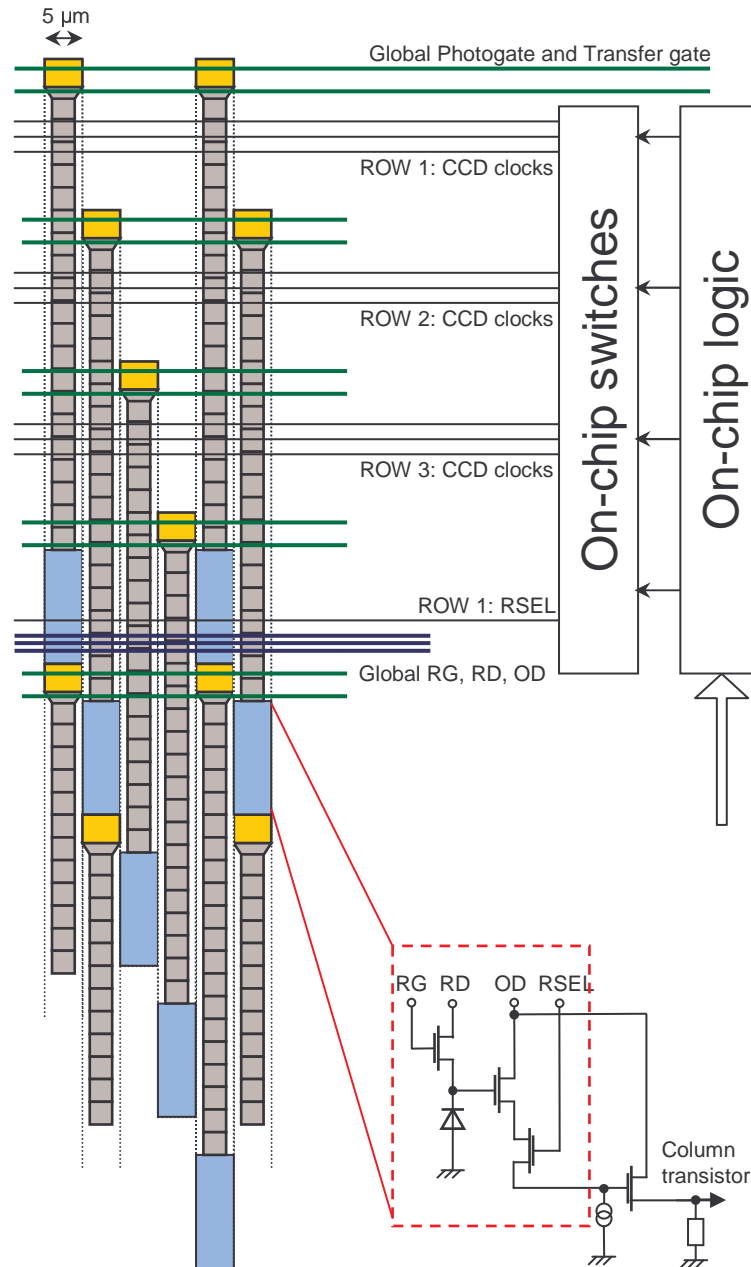 5 µm
Global Photogate and Transfer gate
ROW 1: CCD clocks
ROW 2: CCD clocks
ROW 3: CCD clocks
ROW 1: RSEL
Global RG, RD, OD
On-chip switches
On-chip logic
RG RD OD RSEL
Column
transistor